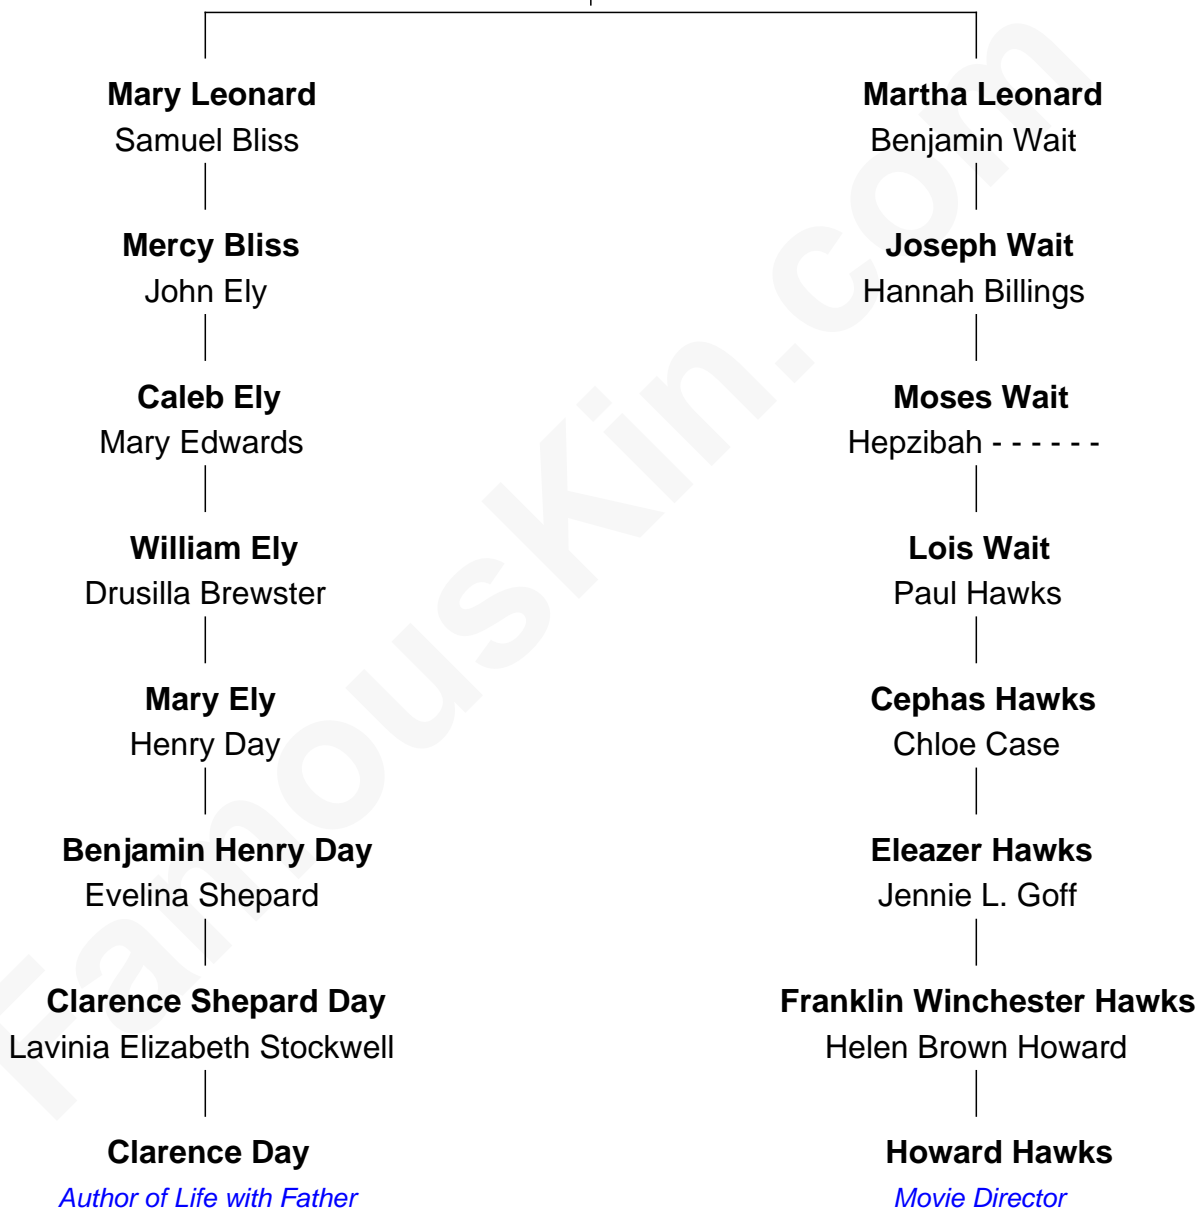 Mary Leonard
Samuel Bliss
Mercy Bliss
John Ely
Caleb Ely
Mary Edwards
William Ely
Drusilla Brewster
Mary Ely
Henry Day
Benjamin Henry Day
Evelina Shepard
Clarence Shepard Day
Lavinia Elizabeth Stockwell
Clarence Day
Author of Life with Father
Martha Leonard
Benjamin Wait
Joseph Wait
Hannah Billings
Moses Wait
Hepzibah - - - - - -
Lois Wait
Paul Hawks
Cephas Hawks
Chloe Case
Eleazer Hawks
Jennie L. Goff
Franklin Winchester Hawks
Helen Brown Howard
Howard Hawks
Movie Director
FamousKin.com